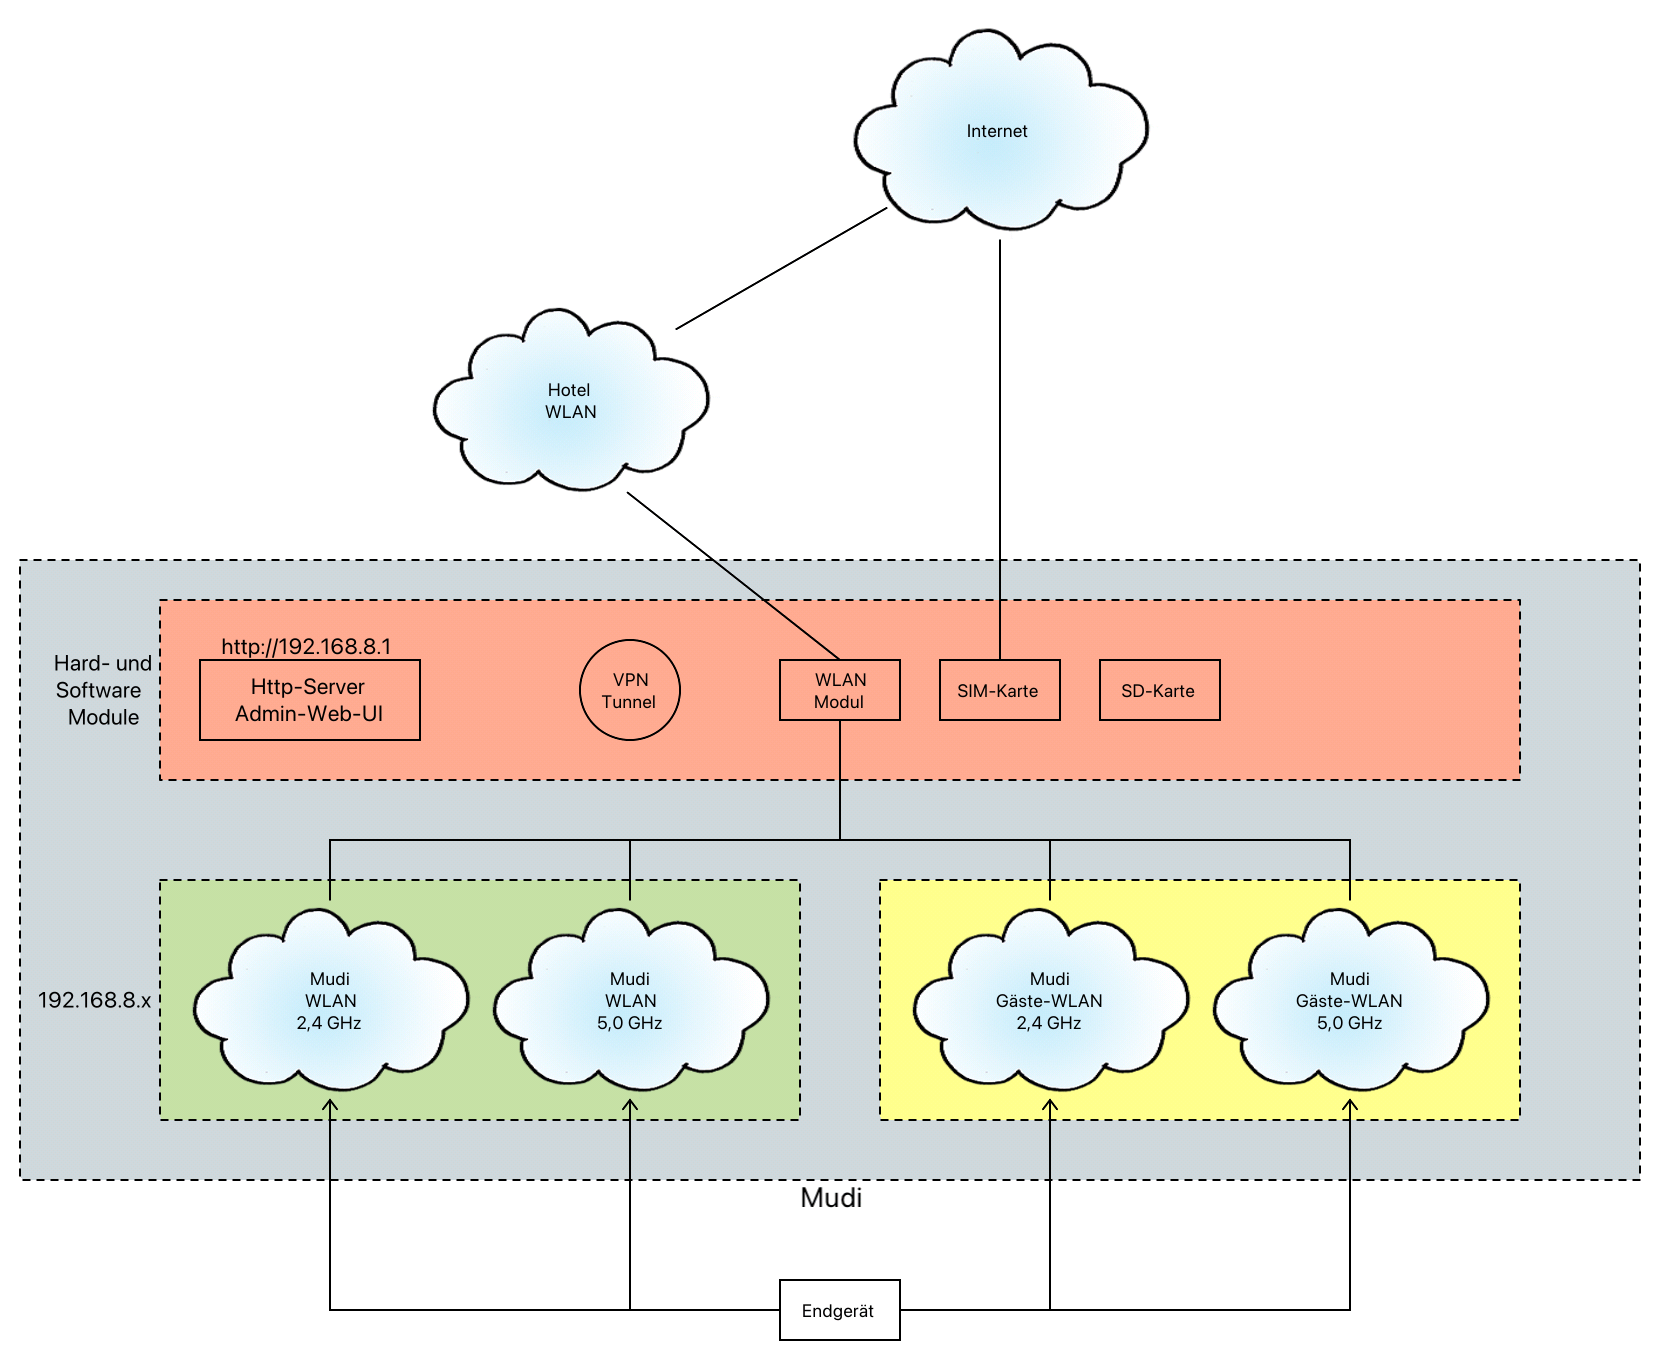 Internet
Hotel
WLAN
Hard- und
Software
Module
http://192.168.8.1
Http-Server
Admin-Web-UI
VPN
Tunnel
WLAN
Modul
SIM-Karte
SD-Karte
192.168.8.x
Mudi
WLAN
2,4 GHz
Mudi
WLAN
5,0 GHz
Mudi
Gäste-WLAN
2,4 GHz
Mudi
Gäste-WLAN
5,0 GHz
Mudi
Endgerät